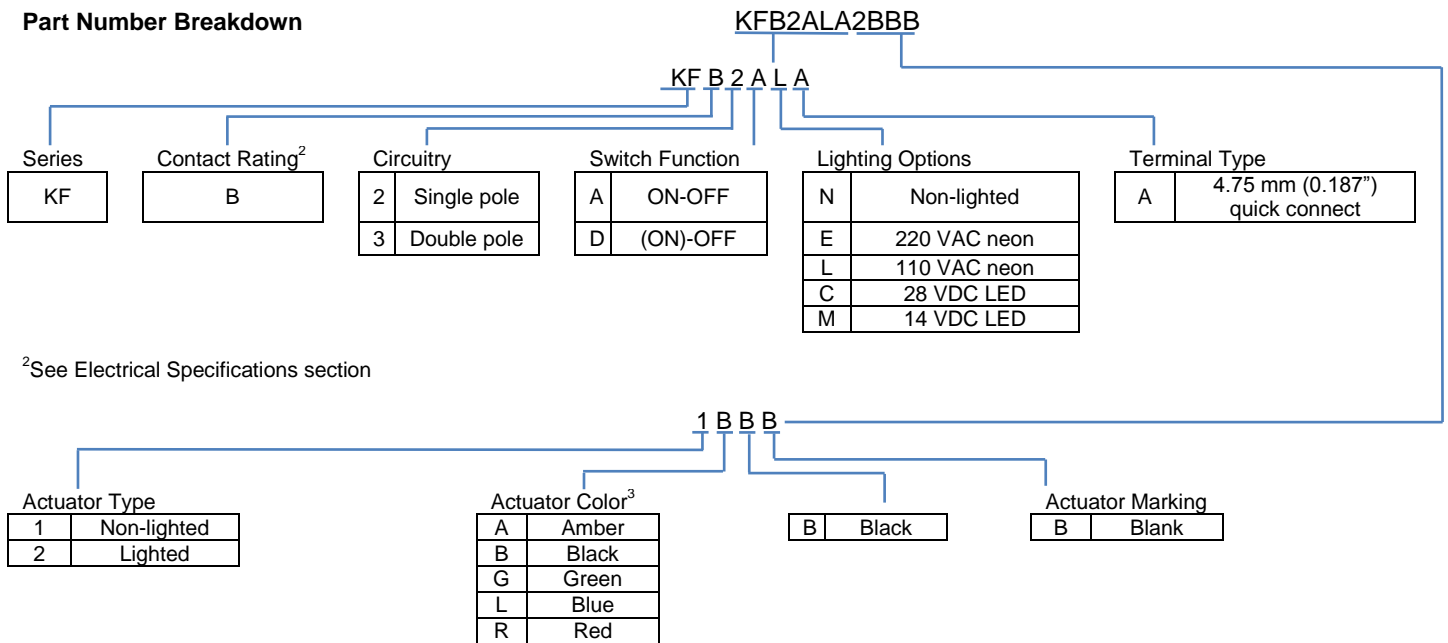 Part Number Breakdown
KFB2ALA2BBB
KF B 2 A L A
Series
KF
Contact Rating2
B
Circuitry
2 Single pole
3 Double pole
Switch Function
A ON-OFF
D (ON)-OFF
Lighting Options
N Non-lighted
E 220 VAC neon
L 110 VAC neon
C 28 VDC LED
M 14 VDC LED
Terminal Type
A 4.75 mm (0.187”)
quick connect
2See Electrical Specifications section
1 B B B
Actuator Type
1 Non-lighted
2 Lighted
Actuator Color3
A Amber
B Black
G Green
L Blue
R Red
B Black
Actuator Marking
B Blank